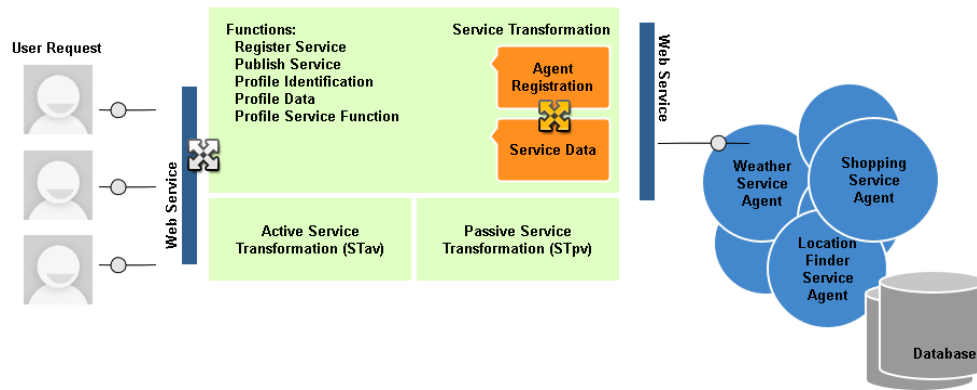 User Request
Web Service
Functions:
Register Service
Publish Service
Profile Identification
Profile Data
Profile Service Function
Service Transformation
Agent
Registration
Service Data
Active Service
Transformation (STav)
Passive Service
Transformation (STpv)
Web Service
Weather
Service
Agent
Shopping
Service
Agent
Location
Finder
Service
Agent
Database